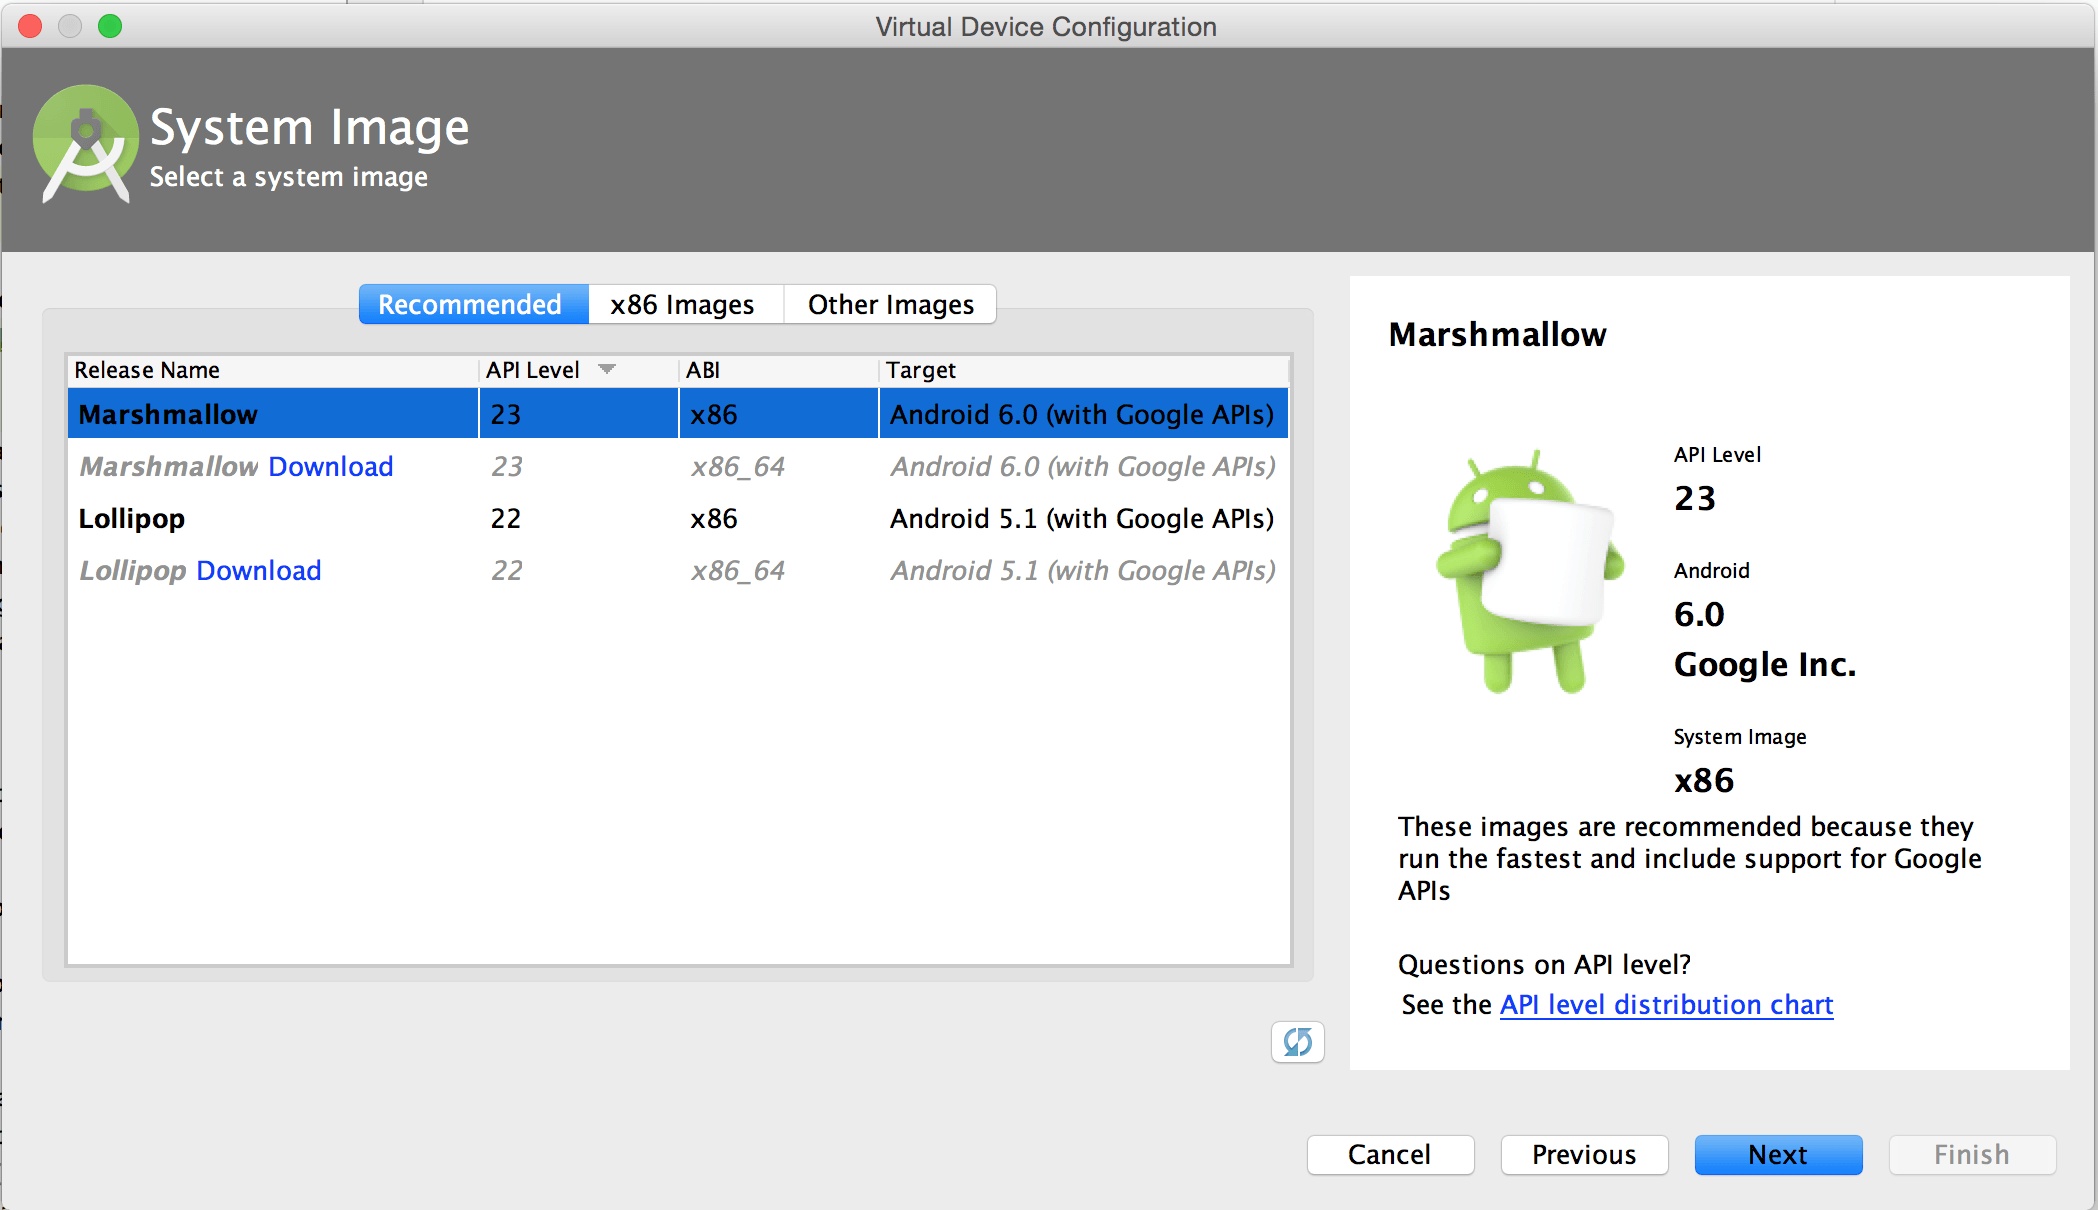 Virtual Device Configuration
System Image
Select a system image
Recommended x86 Images Other Images
Release Name API Level ABI Target
Marshmallow 23 x86 Android 6.0 (with Google APIs)
Marshmallow Download 23 x86_64 Android 6.0 (with Google APIs)
Lollipop 22 x86 Android 5.1 (with Google APIs)
Lollipop Download 22 x86_64 Android 5.1 (with Google APIs)
Marshmallow
API Level
23
Android
6.0
Google Inc.
System Image
x86
These images are recommended because they
run the fastest and include support for Google
APIs
Questions on API level?
See the API level distribution chart
Cancel Previous Next Finish